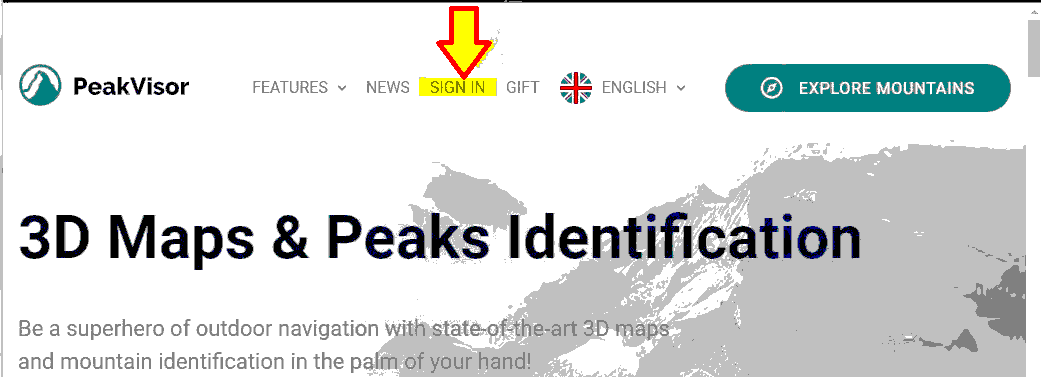 PeakVisor FEATURES NEWS SIGN IN GIFT ENGLISH EXPLORE MOUNTAINS
3D Maps & Peaks Identification
Be a superhero of outdoor navigation with state-of-the-art 3D maps
and mountain identification in the palm of your hand!